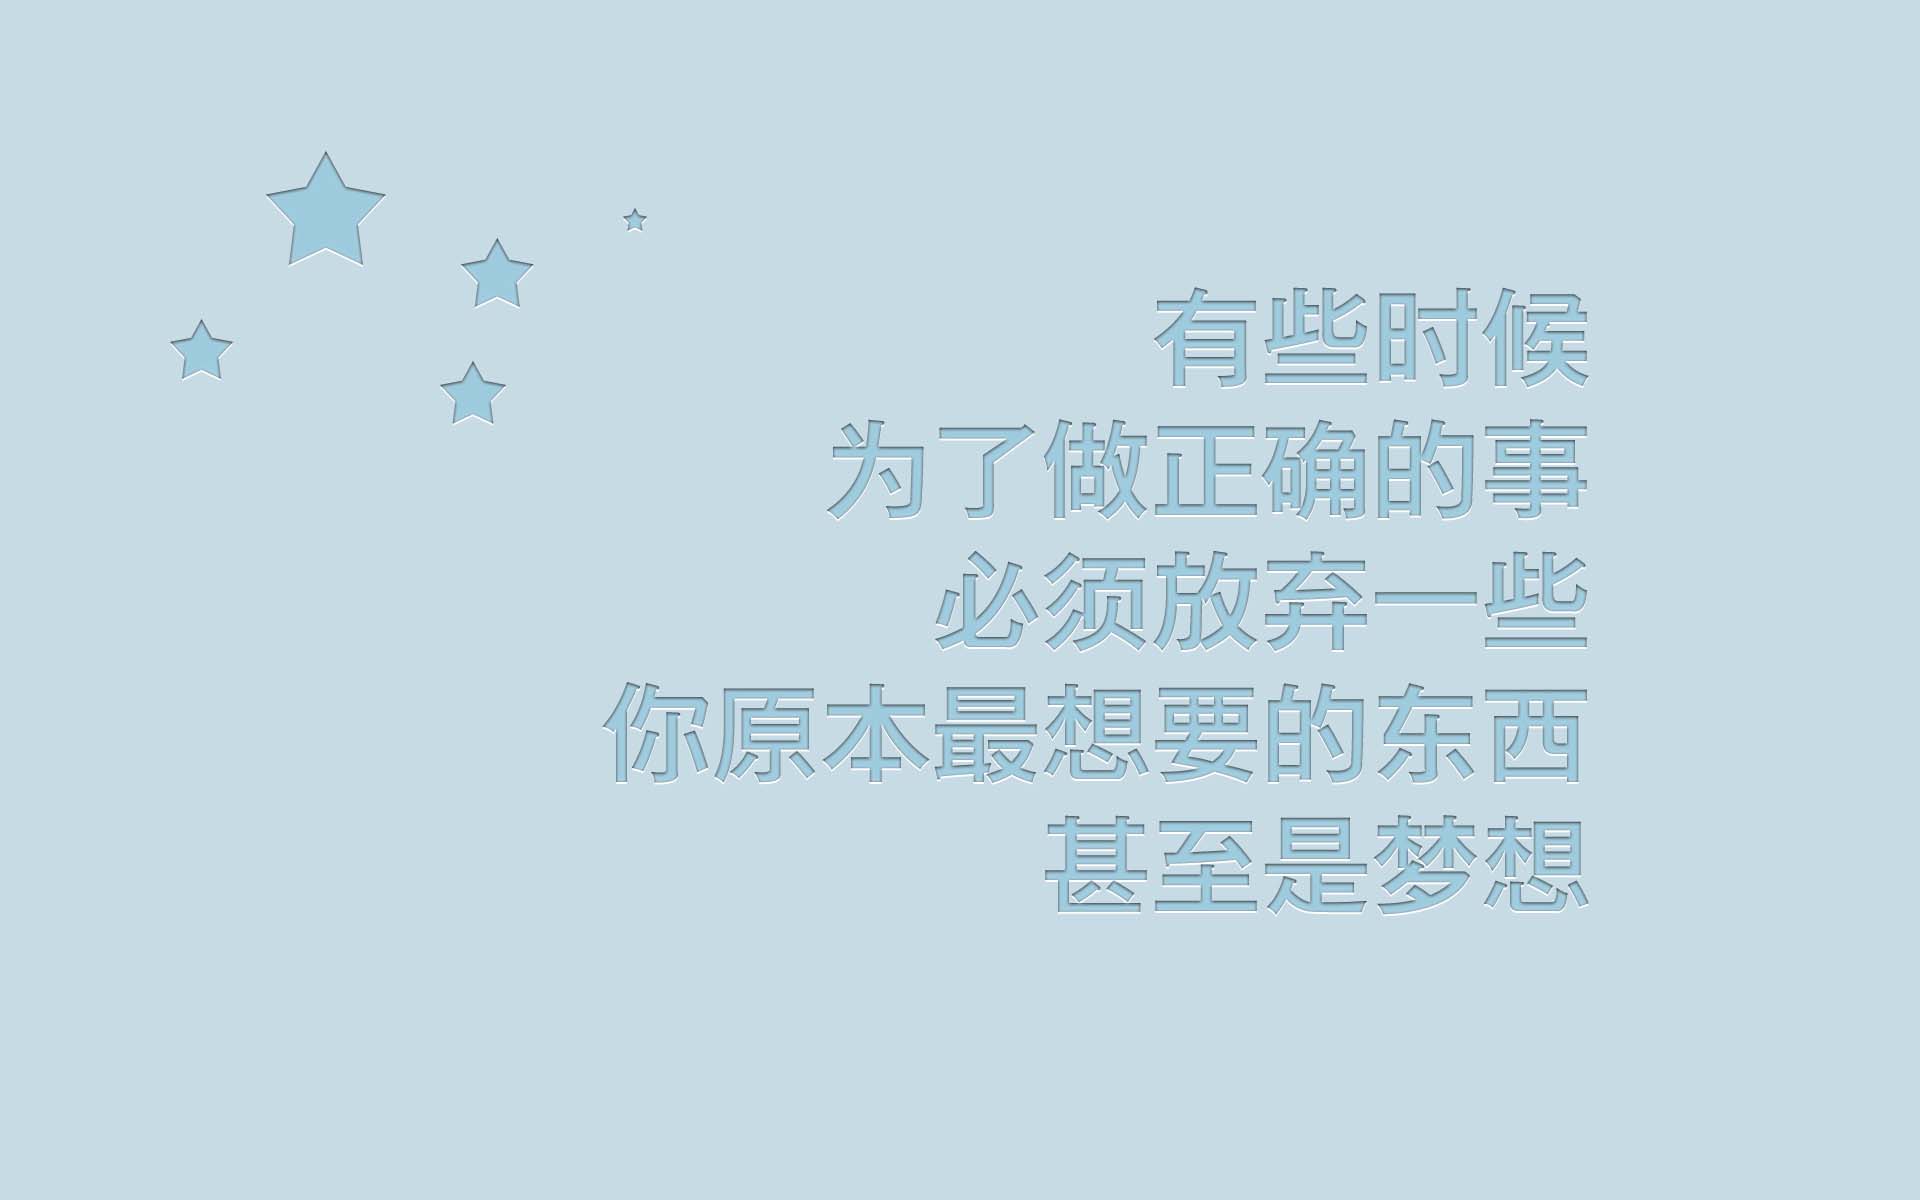 有些时候
为了做正确的事
必须放弃一些
你原本最想要的东西
甚至是梦想